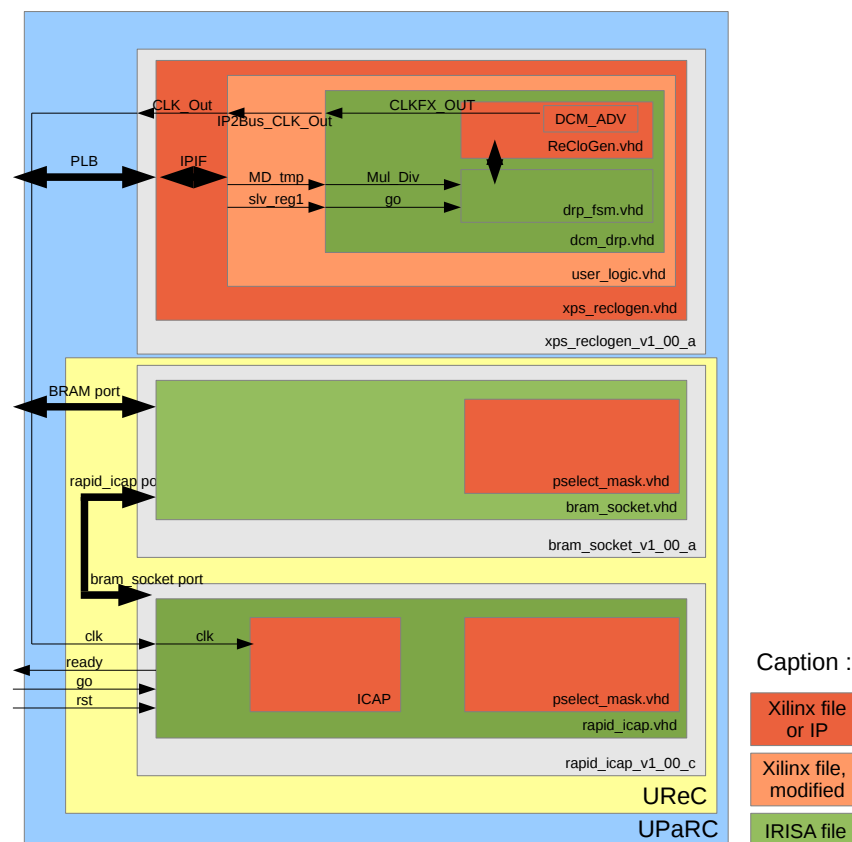 CLK_Out
CLKFX_OUT
DCM_ADV
IP2Bus_CLK_Out
ReCloGen.vhd
PLB
IPIF
MD_tmp
Mul_Div
slv_reg1
go
drp_fsm.vhd
dcm_drp.vhd
user_logic.vhd
xps_reclogen.vhd
xps_reclogen_v1_00_a
BRAM port
rapid_icap po
pselect_mask.vhd
bram_socket.vhd
bram_socket_v1_00_a
bram_socket port
clk
clk
ready
go
rst
ICAP
pselect_mask.vhd
rapid_icap.vhd
rapid_icap_v1_00_c
UReC
UPaRC
Caption :
Xilinx file
or IP
Xilinx file,
modified
IRISA file